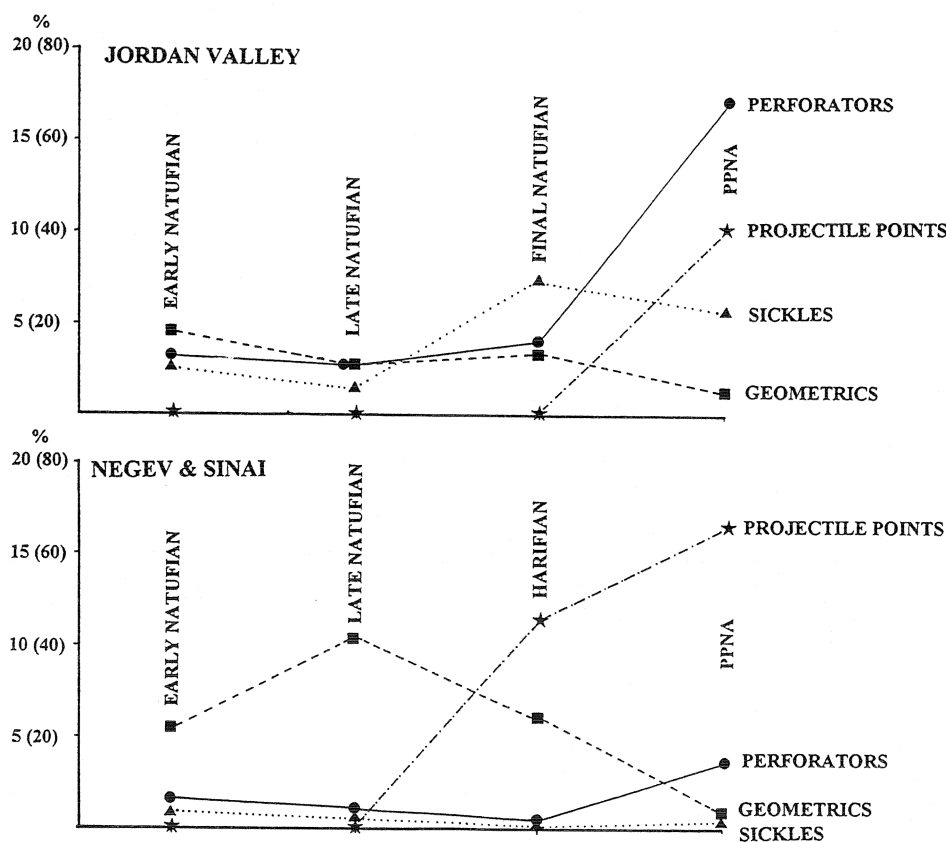 %
20 (80)
JORDAN VALLEY
15 (60)
10 (40)
5 (20)
EARLY NATUFIAN
LATE NATUFIAN
FINAL NATUFIAN
PPNA
PERFORATORS
PROJECTILE POINTS
SICKLES
GEOMETRICS
%
20 (80)
NEGEV & SINAI
15 (60)
10 (40)
5 (20)
EARLY NATUFIAN
LATE NATUFIAN
HARIFIAN
PPNA
PROJECTILE POINTS
PERFORATORS
GEOMETRICS
SICKLES